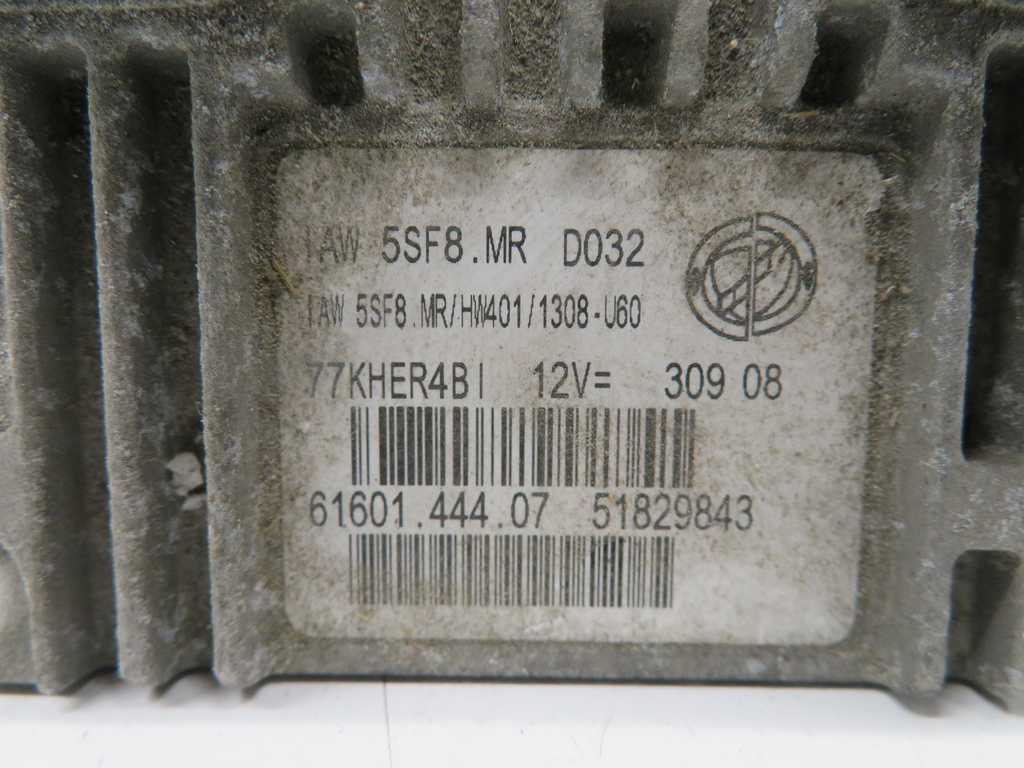 IAW 5SF8.MR D032
IAW 5SF8.MR/HW401/1308-U60
77KHER4BI 12V= 309 08
61601.444.07 51829843